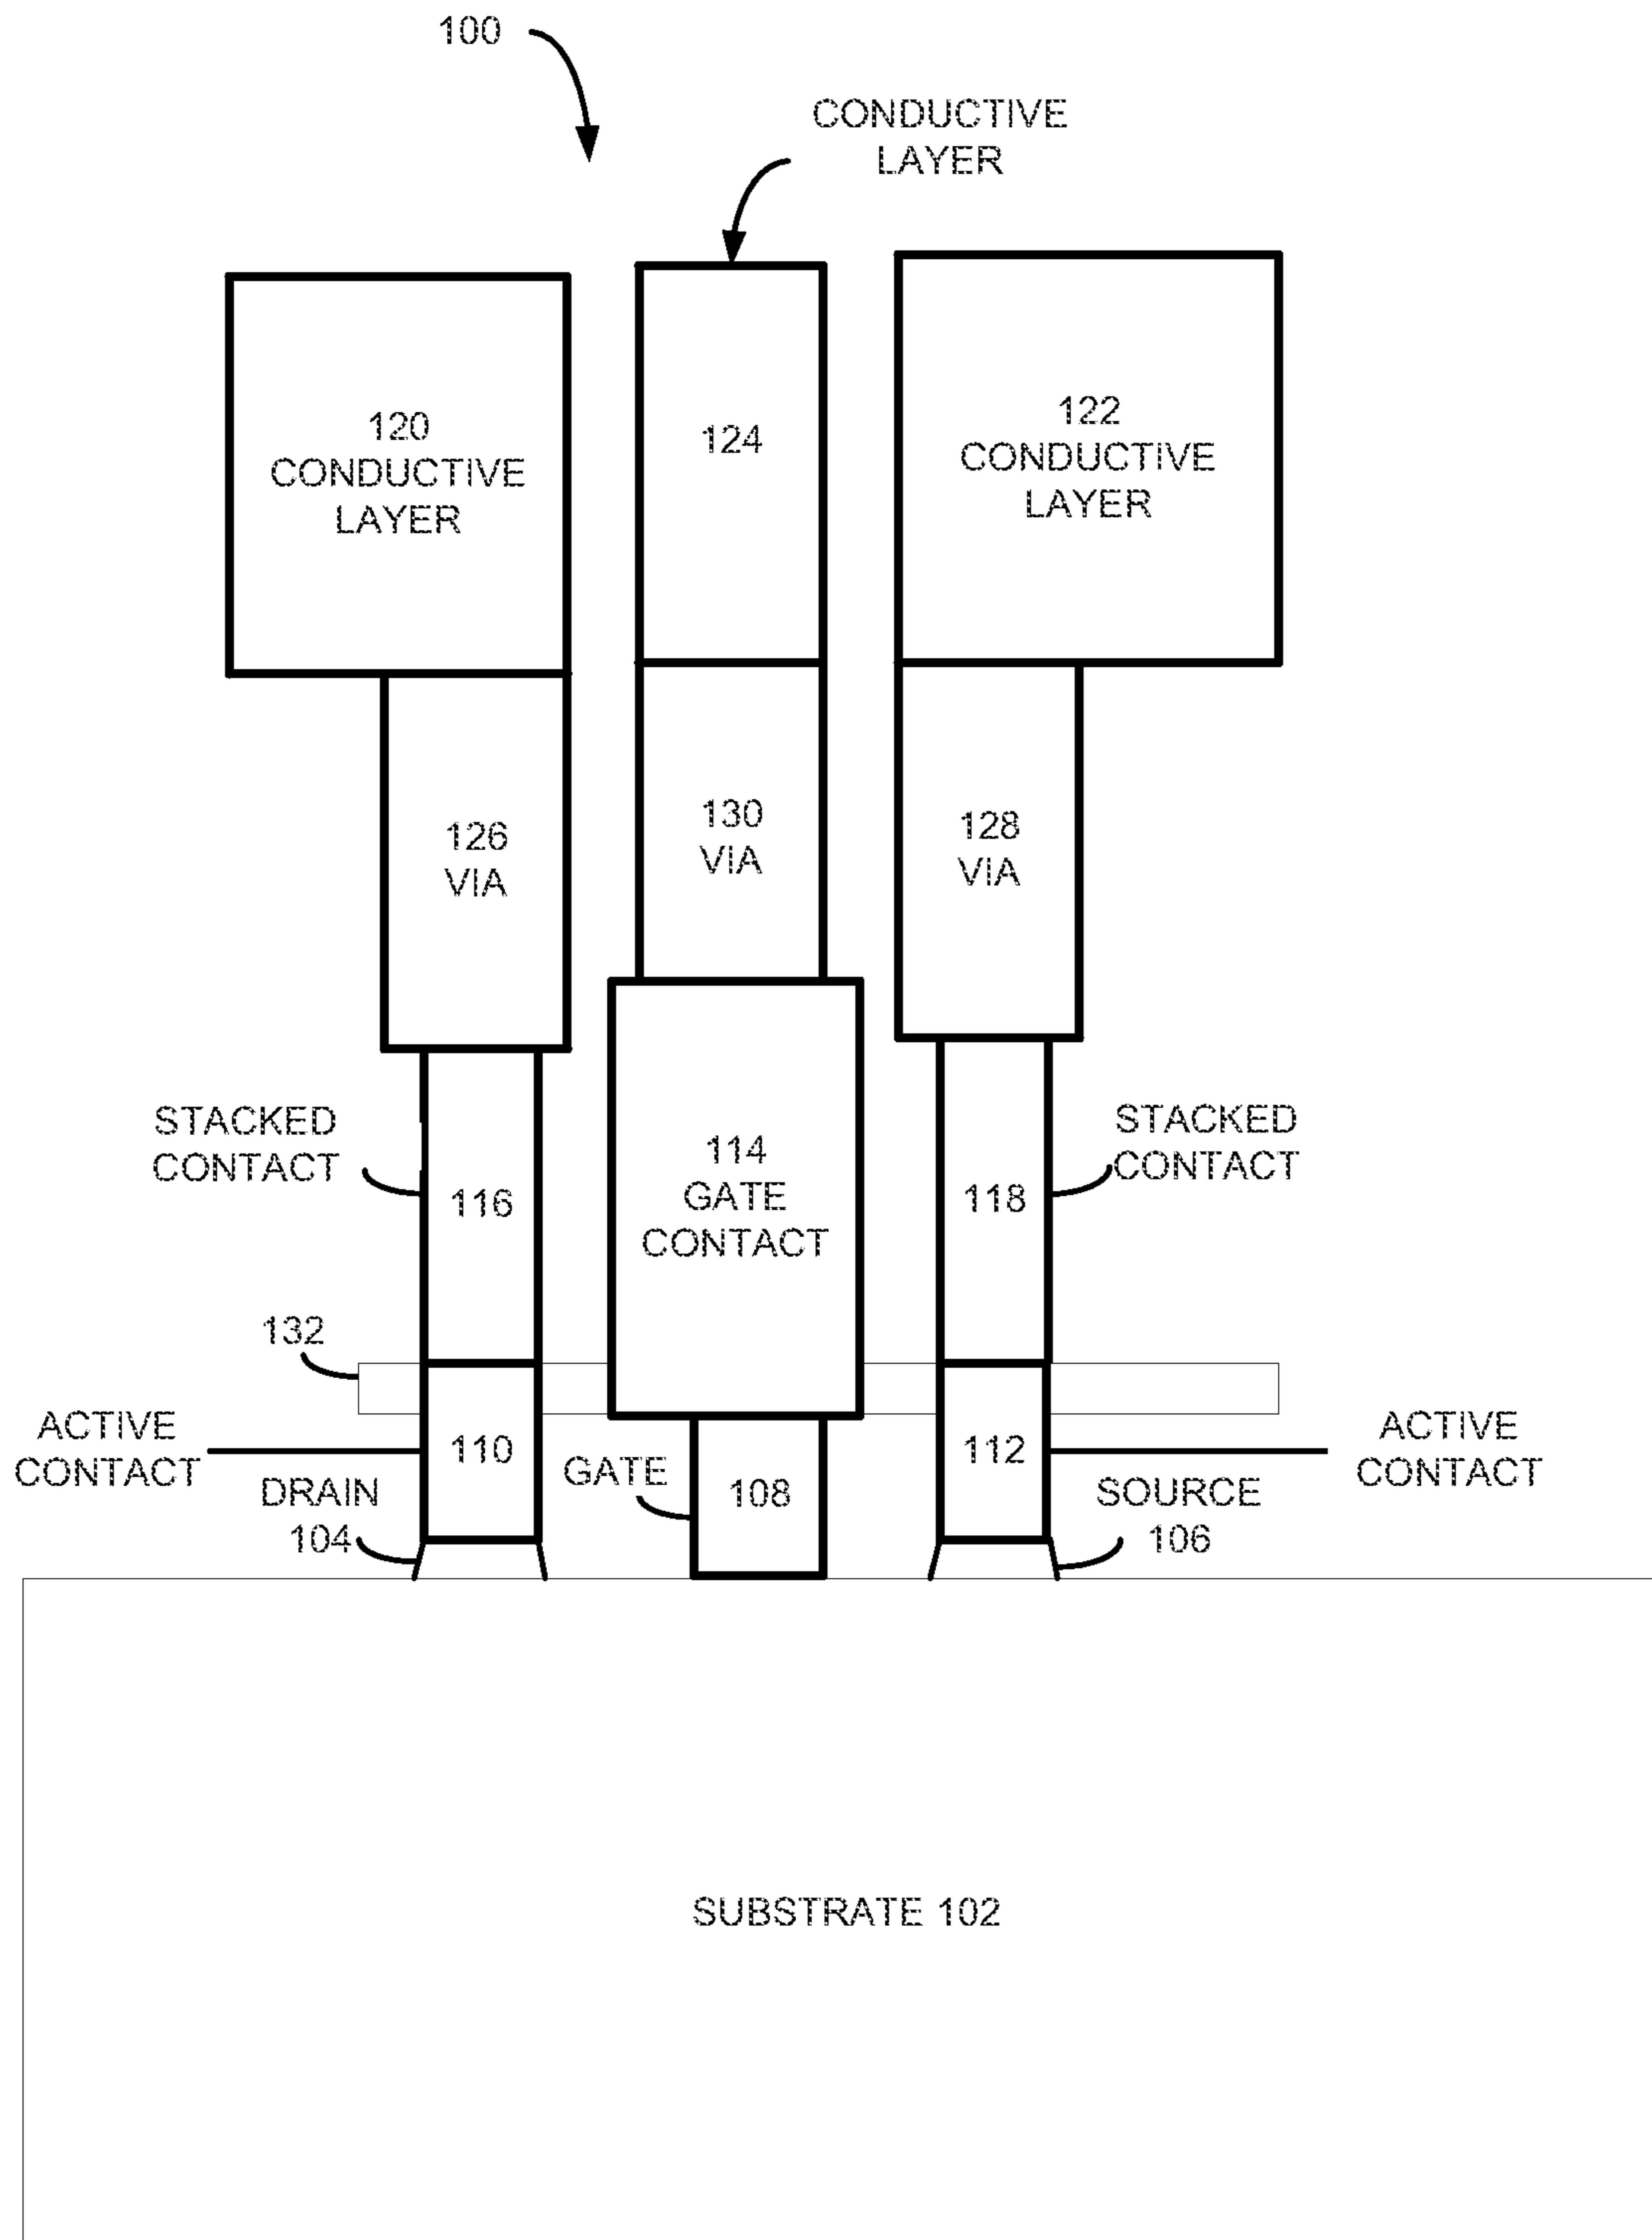 100
CONDUCTIVE
LAYER
120
CONDUCTIVE
LAYER
124
122
CONDUCTIVE
LAYER
126
VIA
130
VIA
128
VIA
STACKED
CONTACT
116
114
GATE
CONTACT
118
STACKED
CONTACT
132
ACTIVE
CONTACT
110
DRAIN
104
GATE
108
112
SOURCE
106
ACTIVE
CONTACT
SUBSTRATE 102